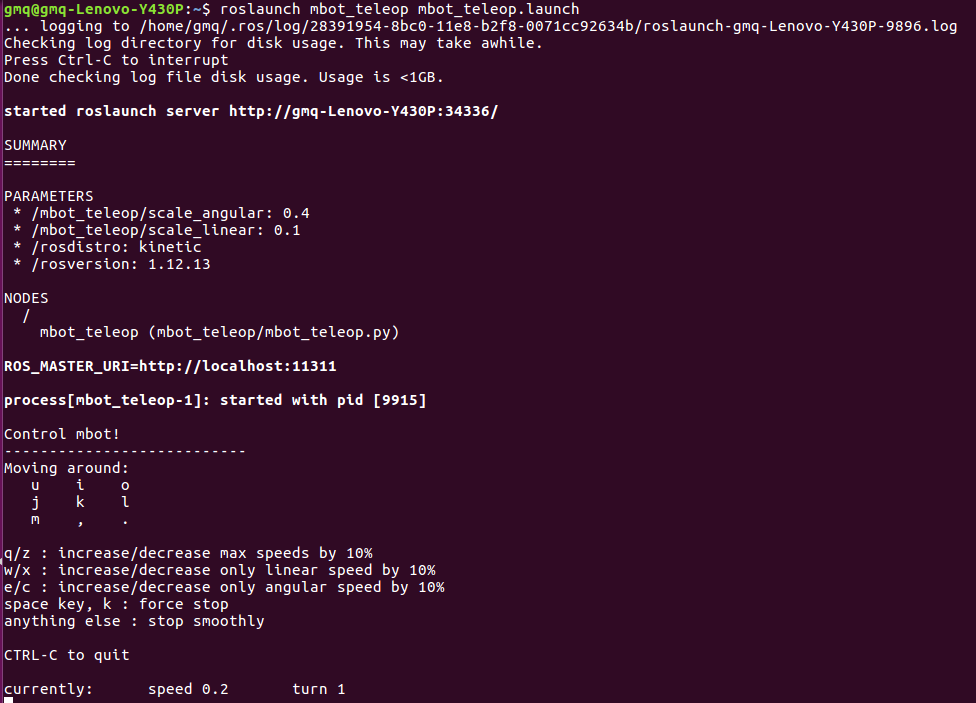 gmq@gmq-Lenovo-Y430P:~$ roslaunch mbot_teleop mbot_teleop.launch
... logging to /home/gmq/.ros/log/28391954-8bc0-11e8-b2f8-0071cc92634b/roslaunch-gmq-Lenovo-Y430P-9896.log
Checking log directory for disk usage. This may take awhile.
Press Ctrl-C to interrupt
Done checking log file disk usage. Usage is <1GB.

started roslaunch server http://gmq-Lenovo-Y430P:34336/

SUMMARY
========

PARAMETERS
 * /mbot_teleop/scale_angular: 0.4
 * /mbot_teleop/scale_linear: 0.1
 * /rosdistro: kinetic
 * /rosversion: 1.12.13

NODES
  /
    mbot_teleop (mbot_teleop/mbot_teleop.py)

ROS_MASTER_URI=http://localhost:11311

process[mbot_teleop-1]: started with pid [9915]

Control mbot!
---------------------------
Moving around:
   u    i    o
   j    k    l
   m    ,    .

q/z : increase/decrease max speeds by 10%
w/x : increase/decrease only linear speed by 10%
e/c : increase/decrease only angular speed by 10%
space key, k : force stop
anything else : stop smoothly

CTRL-C to quit

currently:      speed 0.2       turn 1